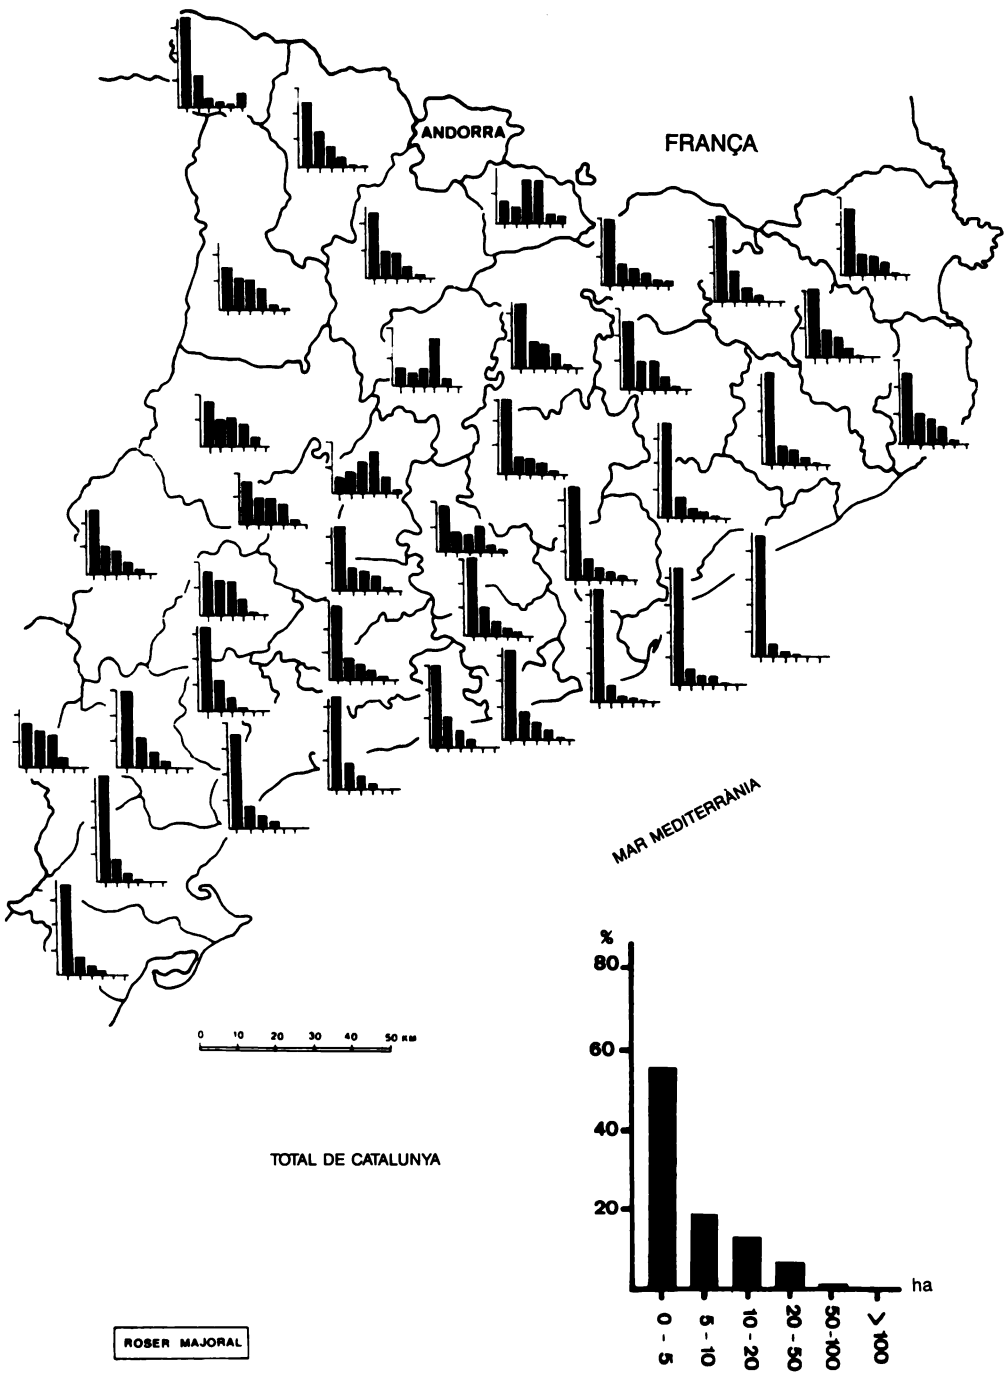 ANDORRA
FRANÇA
MAR MEDITERRÀNIA
0 10 20 30 40 50 KM
TOTAL DE CATALUNYA
%
80
60
40
20
ha
0 - 5
5 - 10
10 - 20
20 - 50
50-100
> 100
ROSER MAJORAL